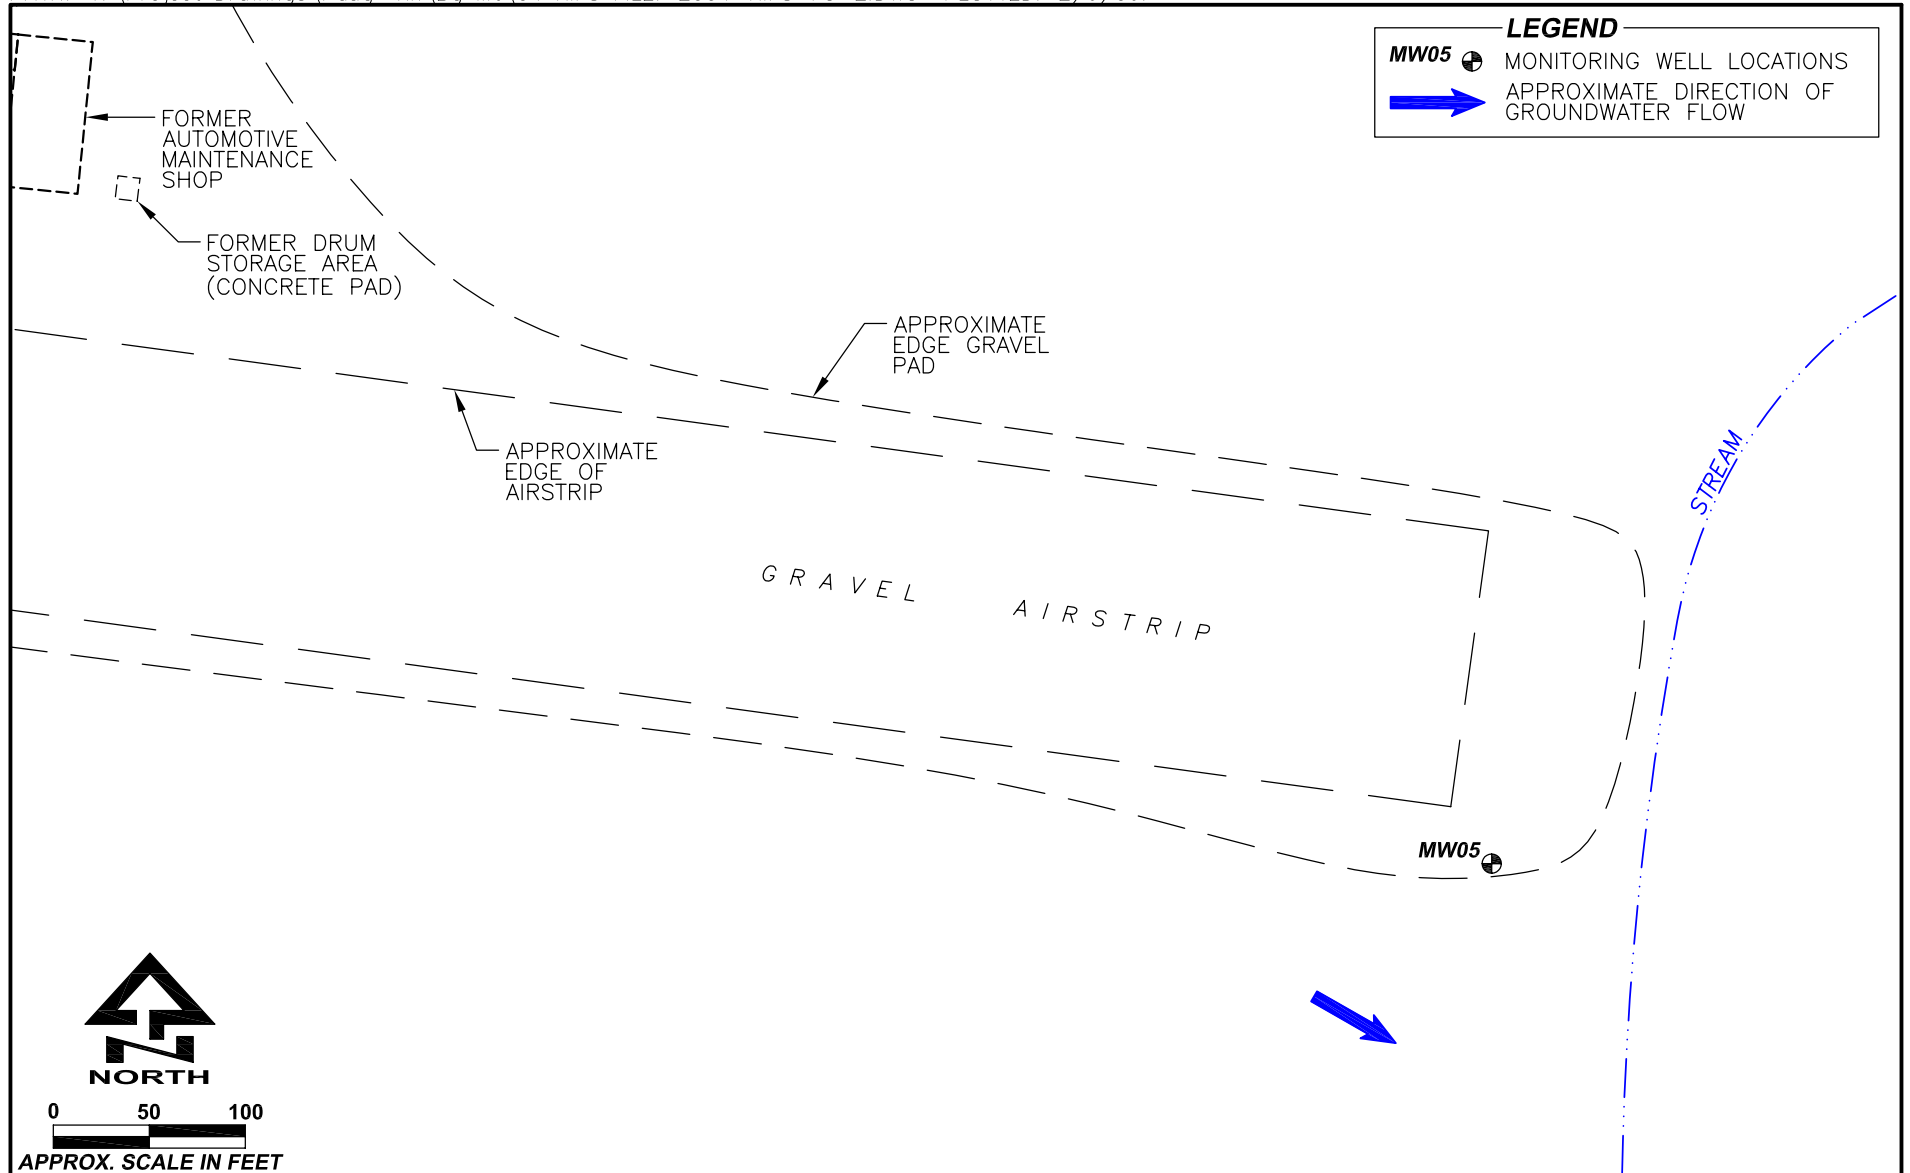 LEGEND
MW05 MONITORING WELL LOCATIONS
APPROXIMATE DIRECTION OF
GROUNDWATER FLOW
FORMER
AUTOMOTIVE
MAINTENANCE
SHOP
FORMER DRUM
STORAGE AREA
(CONCRETE PAD)
APPROXIMATE
EDGE GRAVEL
PAD
APPROXIMATE
EDGE OF
AIRSTRIP
STREAM
GRAVEL AIRSTRIP
MW05
NORTH
0 50 100
APPROX. SCALE IN FEET